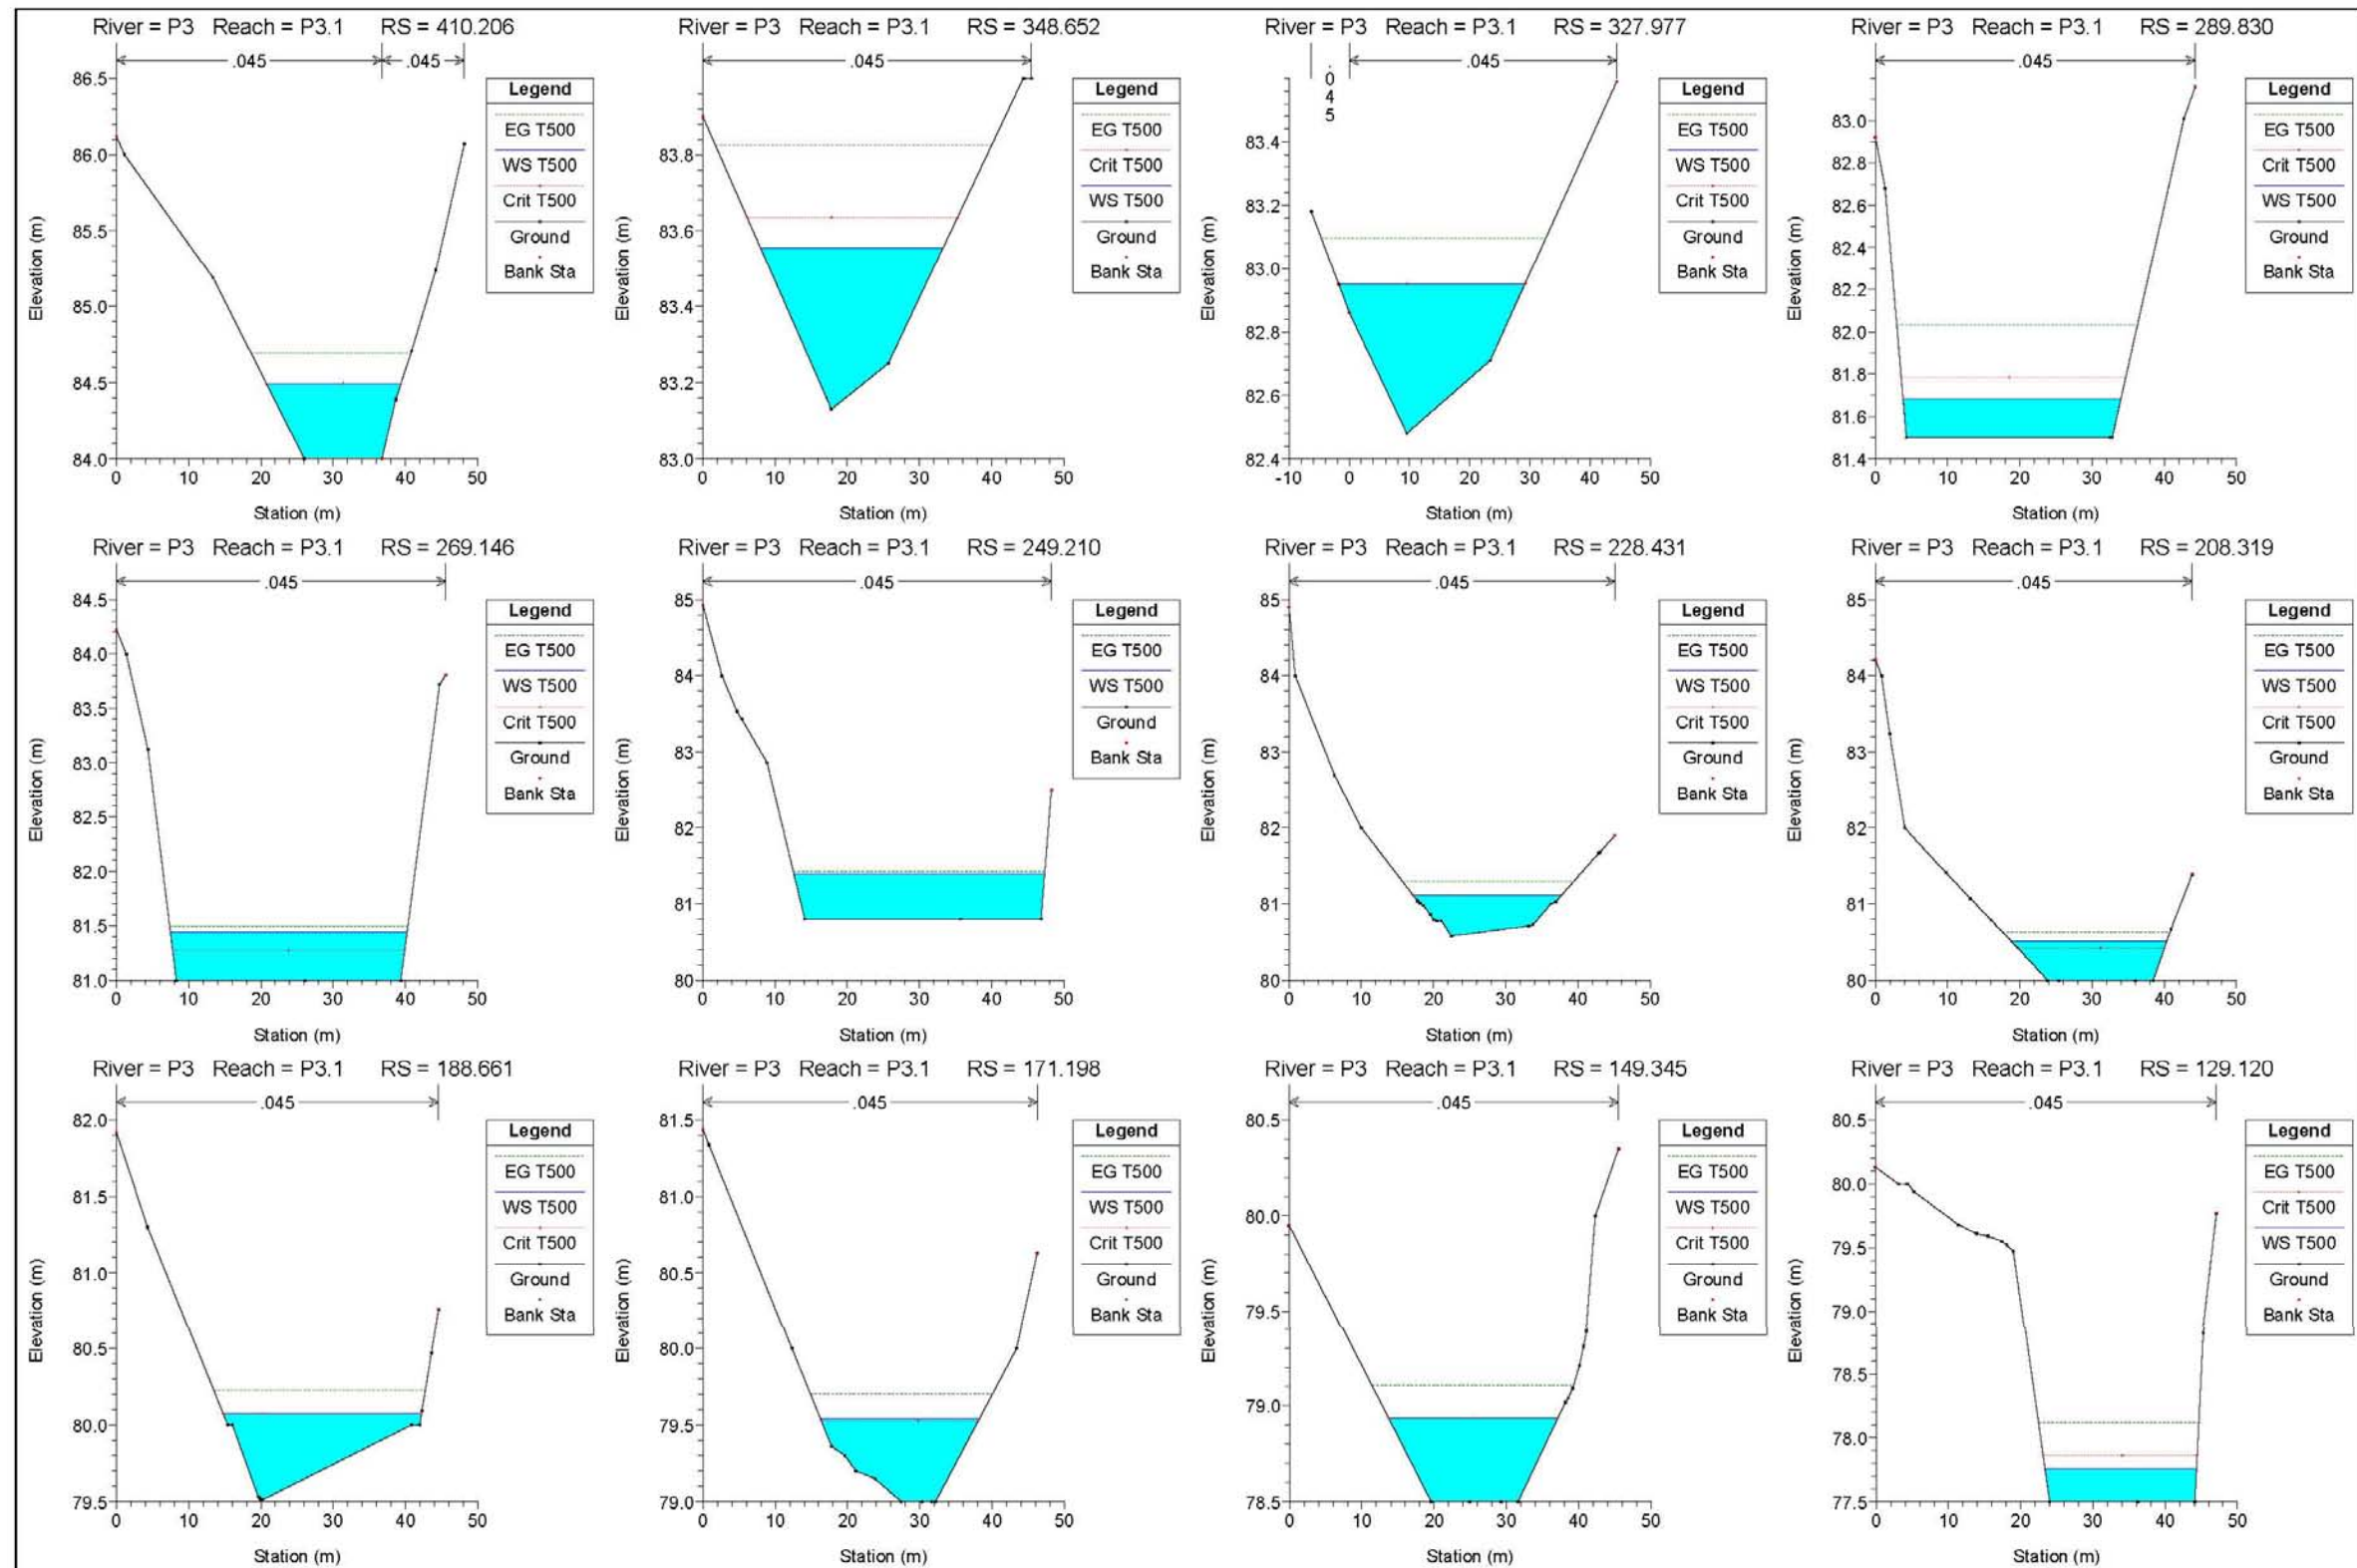 River = P3 Reach = P3.1 RS = 410.206
.045 .045
Legend
EG T500
WS T500
Crit T500
Ground
Bank Sta
Elevation (m)
86.5
86.0
85.5
85.0
84.5
84.0
0 10 20 30 40 50
Station (m)
River = P3 Reach = P3.1 RS = 348.652
.045
Legend
EG T500
Crit T500
WS T500
Ground
Bank Sta
Elevation (m)
83.8
83.6
83.4
83.2
83.0
0 10 20 30 40 50
Station (m)
River = P3 Reach = P3.1 RS = 327.977
.
0
4
5
.045
Legend
EG T500
WS T500
Crit T500
Ground
Bank Sta
Elevation (m)
83.4
83.2
83.0
82.8
82.6
82.4
-10 0 10 20 30 40 50
Station (m)
River = P3 Reach = P3.1 RS = 289.830
.045
Legend
EG T500
Crit T500
WS T500
Ground
Bank Sta
Elevation (m)
83.0
82.8
82.6
82.4
82.2
82.0
81.8
81.6
81.4
0 10 20 30 40 50
Station (m)
River = P3 Reach = P3.1 RS = 269.146
.045
Legend
EG T500
WS T500
Crit T500
Ground
Bank Sta
Elevation (m)
84.5
84.0
83.5
83.0
82.5
82.0
81.5
81.0
0 10 20 30 40 50
Station (m)
River = P3 Reach = P3.1 RS = 249.210
.045
Legend
EG T500
WS T500
Ground
Bank Sta
Elevation (m)
85
84
83
82
81
80
0 10 20 30 40 50
Station (m)
River = P3 Reach = P3.1 RS = 228.431
.045
Legend
EG T500
WS T500
Crit T500
Ground
Bank Sta
Elevation (m)
85
84
83
82
81
80
0 10 20 30 40 50
Station (m)
River = P3 Reach = P3.1 RS = 208.319
.045
Legend
EG T500
WS T500
Crit T500
Ground
Bank Sta
Elevation (m)
85
84
83
82
81
80
0 10 20 30 40 50
Station (m)
River = P3 Reach = P3.1 RS = 188.661
.045
Legend
EG T500
WS T500
Crit T500
Ground
Bank Sta
Elevation (m)
82.0
81.5
81.0
80.5
80.0
79.5
0 10 20 30 40 50
Station (m)
River = P3 Reach = P3.1 RS = 171.198
.045
Legend
EG T500
WS T500
Crit T500
Ground
Bank Sta
Elevation (m)
81.5
81.0
80.5
80.0
79.5
79.0
0 10 20 30 40 50
Station (m)
River = P3 Reach = P3.1 RS = 149.345
.045
Legend
EG T500
WS T500
Crit T500
Ground
Bank Sta
Elevation (m)
80.5
80.0
79.5
79.0
78.5
0 10 20 30 40 50
Station (m)
River = P3 Reach = P3.1 RS = 129.120
.045
Legend
EG T500
Crit T500
WS T500
Ground
Bank Sta
Elevation (m)
80.5
80.0
79.5
79.0
78.5
78.0
77.5
0 10 20 30 40 50
Station (m)